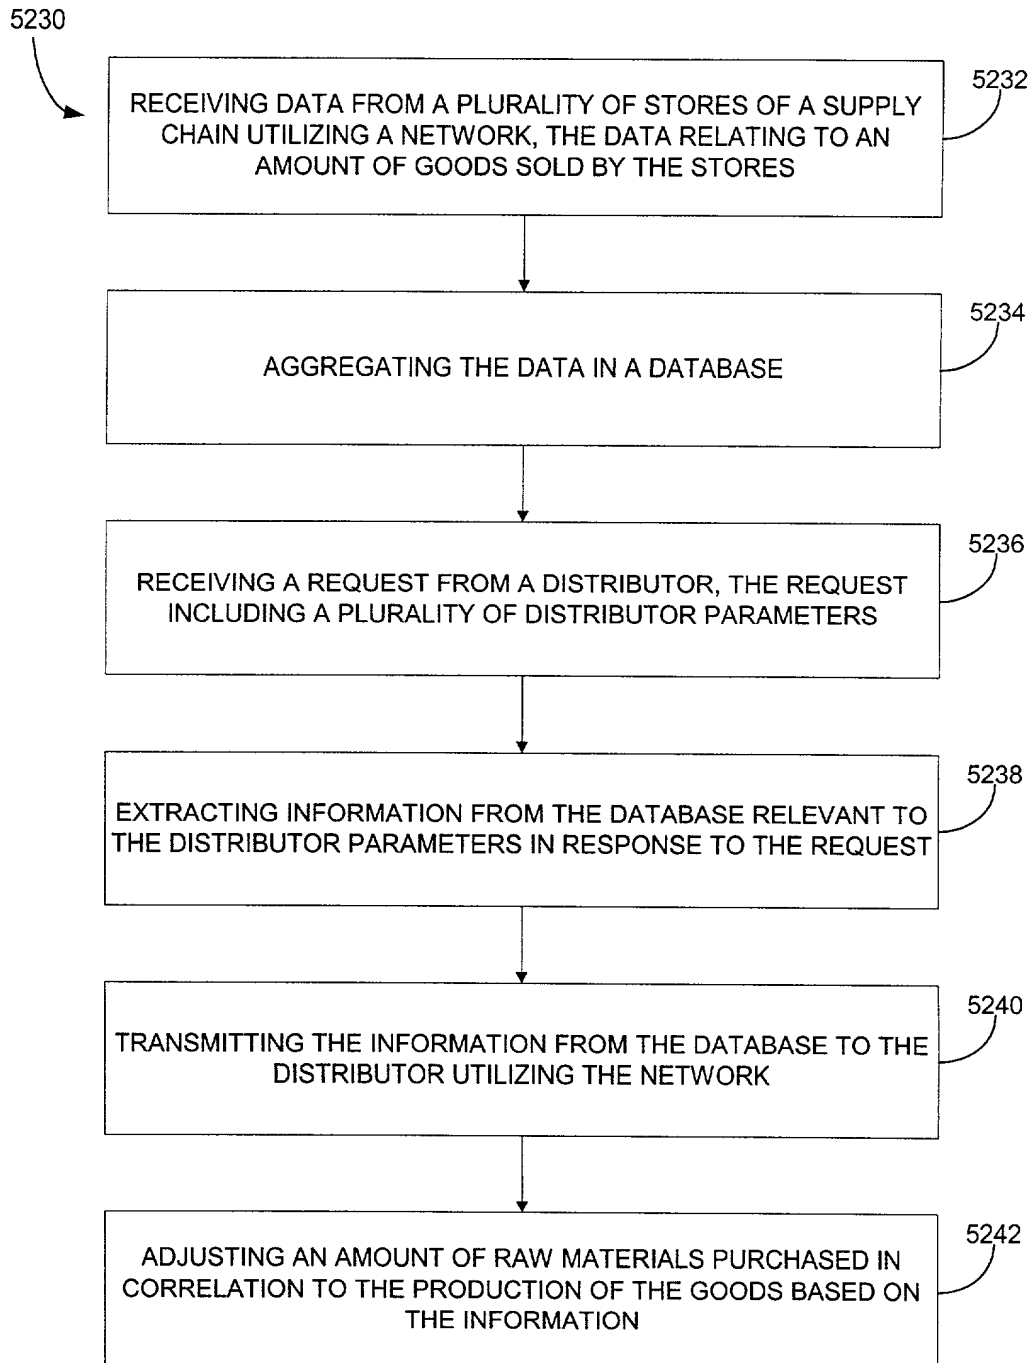 5230
RECEIVING DATA FROM A PLURALITY OF STORES OF A SUPPLY
CHAIN UTILIZING A NETWORK, THE DATA RELATING TO AN
AMOUNT OF GOODS SOLD BY THE STORES
5232
AGGREGATING THE DATA IN A DATABASE
5234
RECEIVING A REQUEST FROM A DISTRIBUTOR, THE REQUEST
INCLUDING A PLURALITY OF DISTRIBUTOR PARAMETERS
5236
EXTRACTING INFORMATION FROM THE DATABASE RELEVANT TO
THE DISTRIBUTOR PARAMETERS IN RESPONSE TO THE REQUEST
5238
TRANSMITTING THE INFORMATION FROM THE DATABASE TO THE
DISTRIBUTOR UTILIZING THE NETWORK
5240
ADJUSTING AN AMOUNT OF RAW MATERIALS PURCHASED IN
CORRELATION TO THE PRODUCTION OF THE GOODS BASED ON
THE INFORMATION
5242